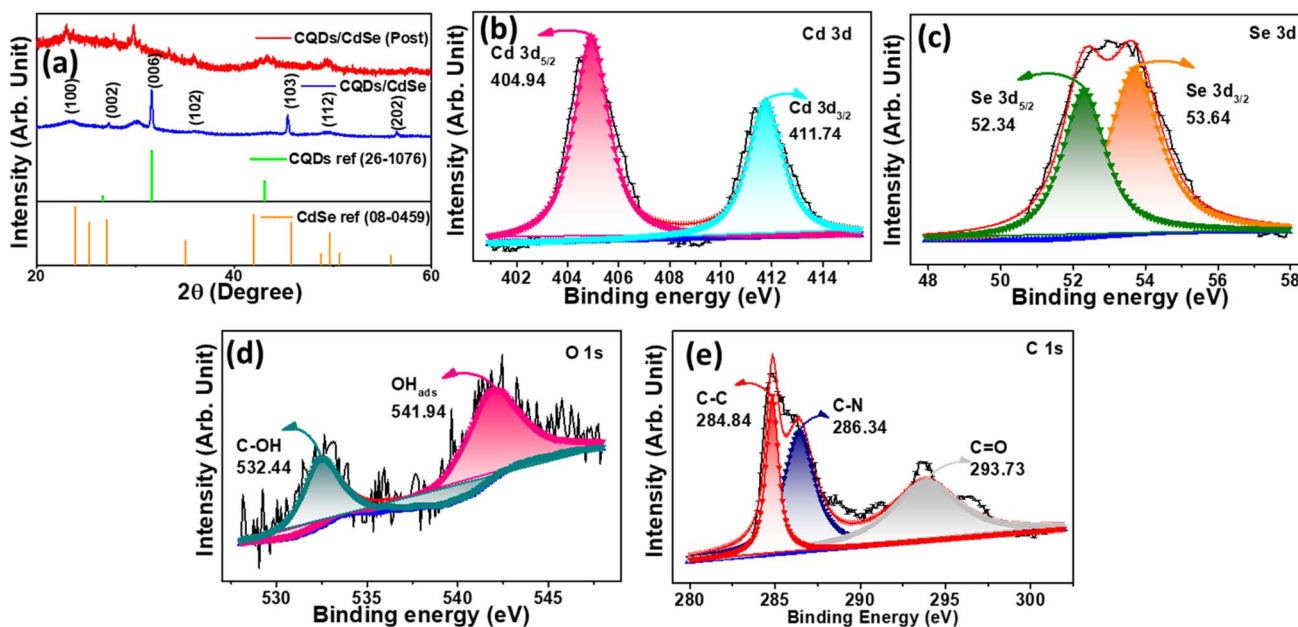 (a)
Intensity (Arb. Unit)
CQDs/CdSe (Post)
(100)
(002)
(006)
(102)
(103)
(112)
(202)
CQDs/CdSe
CQDs ref (26-1076)
CdSe ref (08-0459)
20
40
60
2θ (Degree)
(b)
Cd 3d
Intensity (Arb. Unit)
Cd 3d5/2
404.94
Cd 3d3/2
411.74
402 404 406 408 410 412 414
Binding energy (eV)
(c)
Se 3d
Intensity (Arb. Unit)
Se 3d5/2
52.34
Se 3d3/2
53.64
48 50 52 54 56 58
Binding energy (eV)
(d)
O 1s
Intensity (Arb. Unit)
C-OH
532.44
OHads
541.94
530 535 540 545
Binding energy (eV)
(e)
C 1s
Intensity (Arb. Unit)
C-C
284.84
C-N
286.34
C=O
293.73
280 285 290 295 300
Binding Energy (eV)